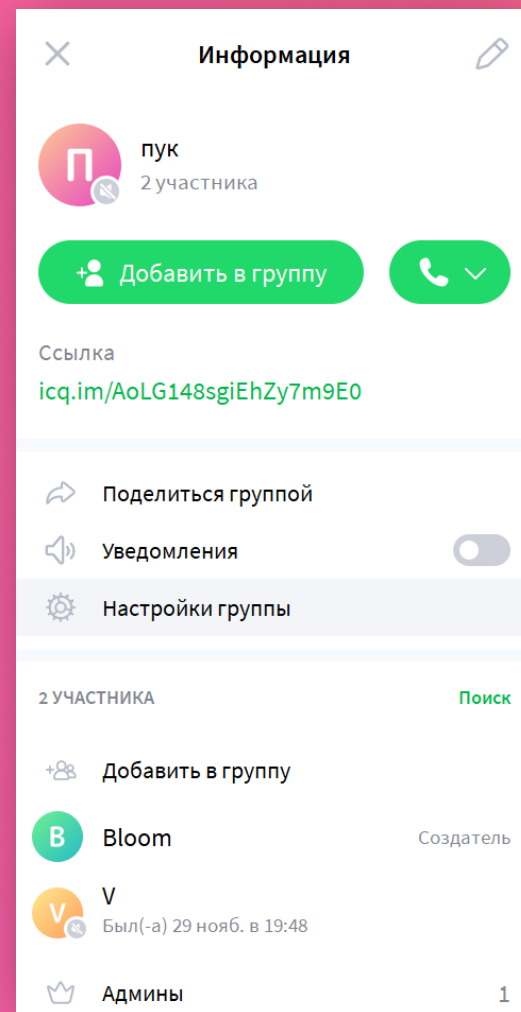 Информация
П
пук
2 участника
Добавить в группу
Ссылка
icq.im/AoLG148sgiEhZy7m9E0
Поделиться группой
Уведомления
Настройки группы
2 УЧАСТНИКА Поиск
Добавить в группу
B Bloom Создатель
V V
Был(-а) 29 нояб. в 19:48
Админы 1